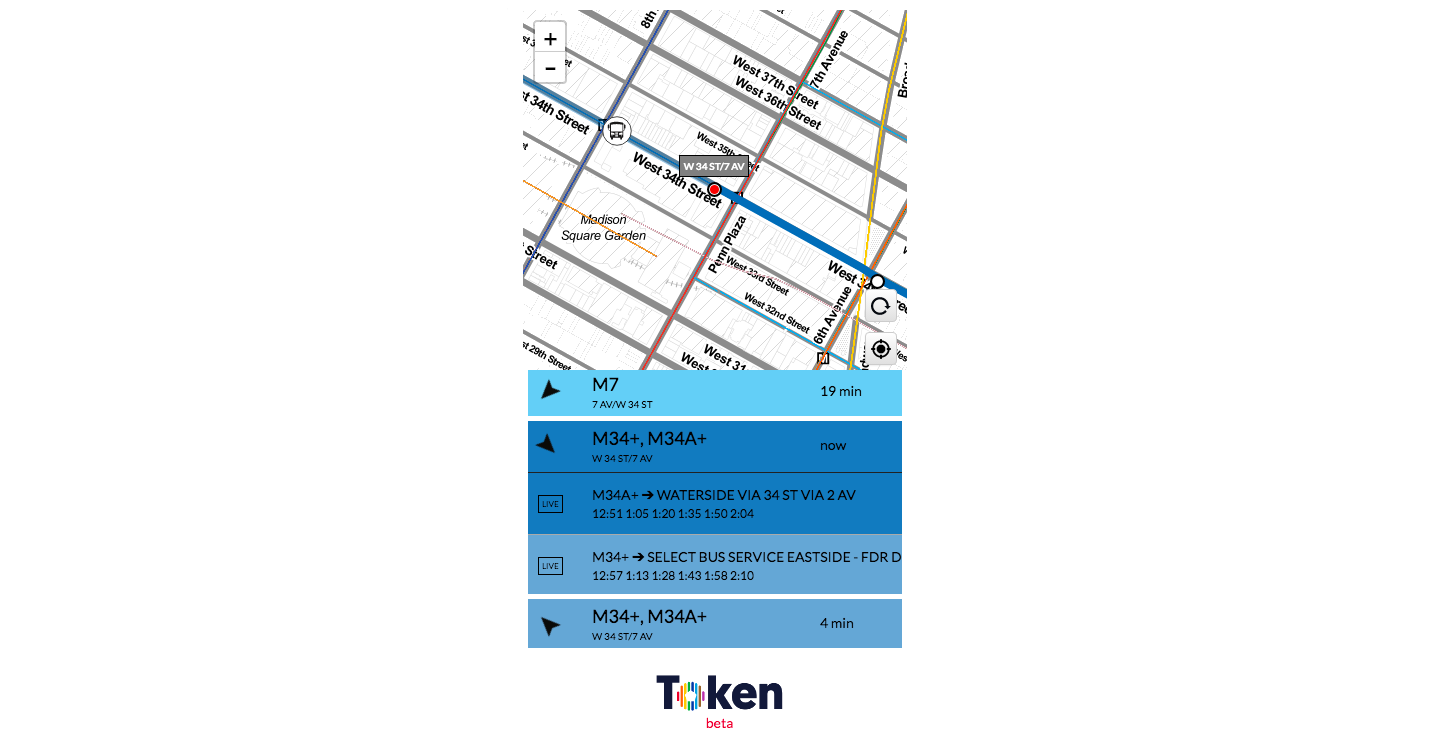 8th
+
−
West 37th Street
West 36th Street
7th Avenue
West 34th Street
West 35th Street
W 34 ST/7 AV
West 34th Street
Madison
Square Garden
Penn Plaza
Street
West 33rd Street
West 32nd Street
6th Avenue
West 31
West 29th Street
M7
7 AV/W 34 ST
19 min
M34+, M34A+
W 34 ST/7 AV
now
LIVE
M34A+ ➔ WATERSIDE VIA 34 ST VIA 2 AV
12:51 1:05 1:20 1:35 1:50 2:04
LIVE
M34+ ➔ SELECT BUS SERVICE EASTSIDE - FDR D
12:57 1:13 1:28 1:43 1:58 2:10
M34+, M34A+
W 34 ST/7 AV
4 min
Token
beta